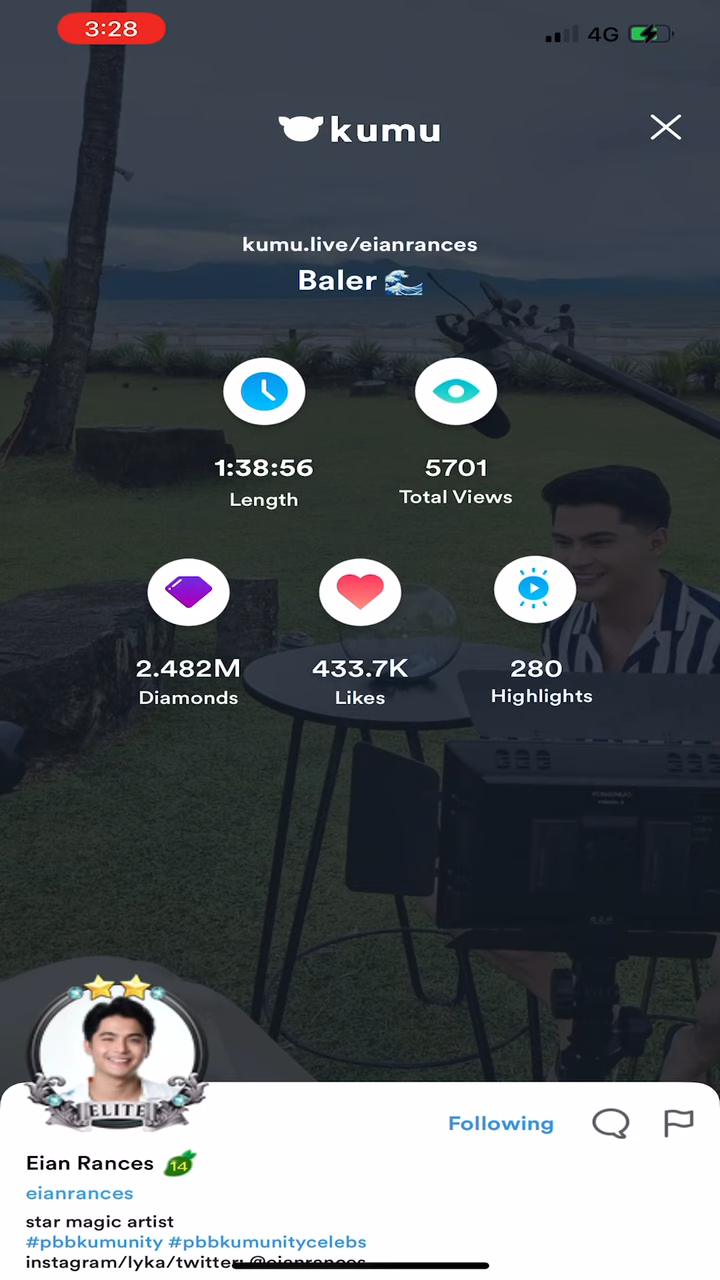 3:28
4G
kumu
kumu.live/eianrances
Baler 🌊
1:38:56
5701
Length
Total Views
2.482M
433.7K
280
Diamonds
Likes
Highlights
ELITE
Following
Eian Rances 14
eianrances
star magic artist
#pbbkumunity #pbbkumunitycelebs
instagram/lyka/twitter: @eianrances